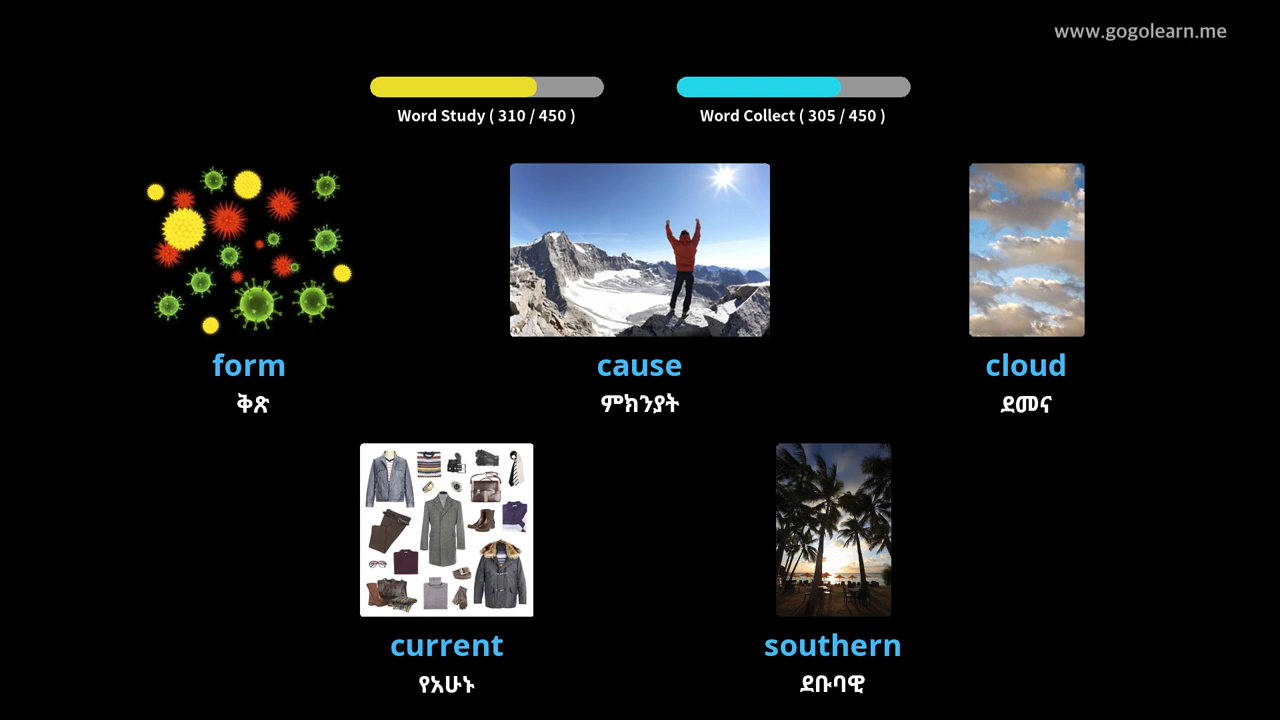 www.gogolearn.me
Word Study ( 310 / 450 )
Word Collect ( 305 / 450 )
form
ቅጽ
cause
ምክንያት
cloud
ደመና
current
የአሁኑ
southern
ደቡባዊ